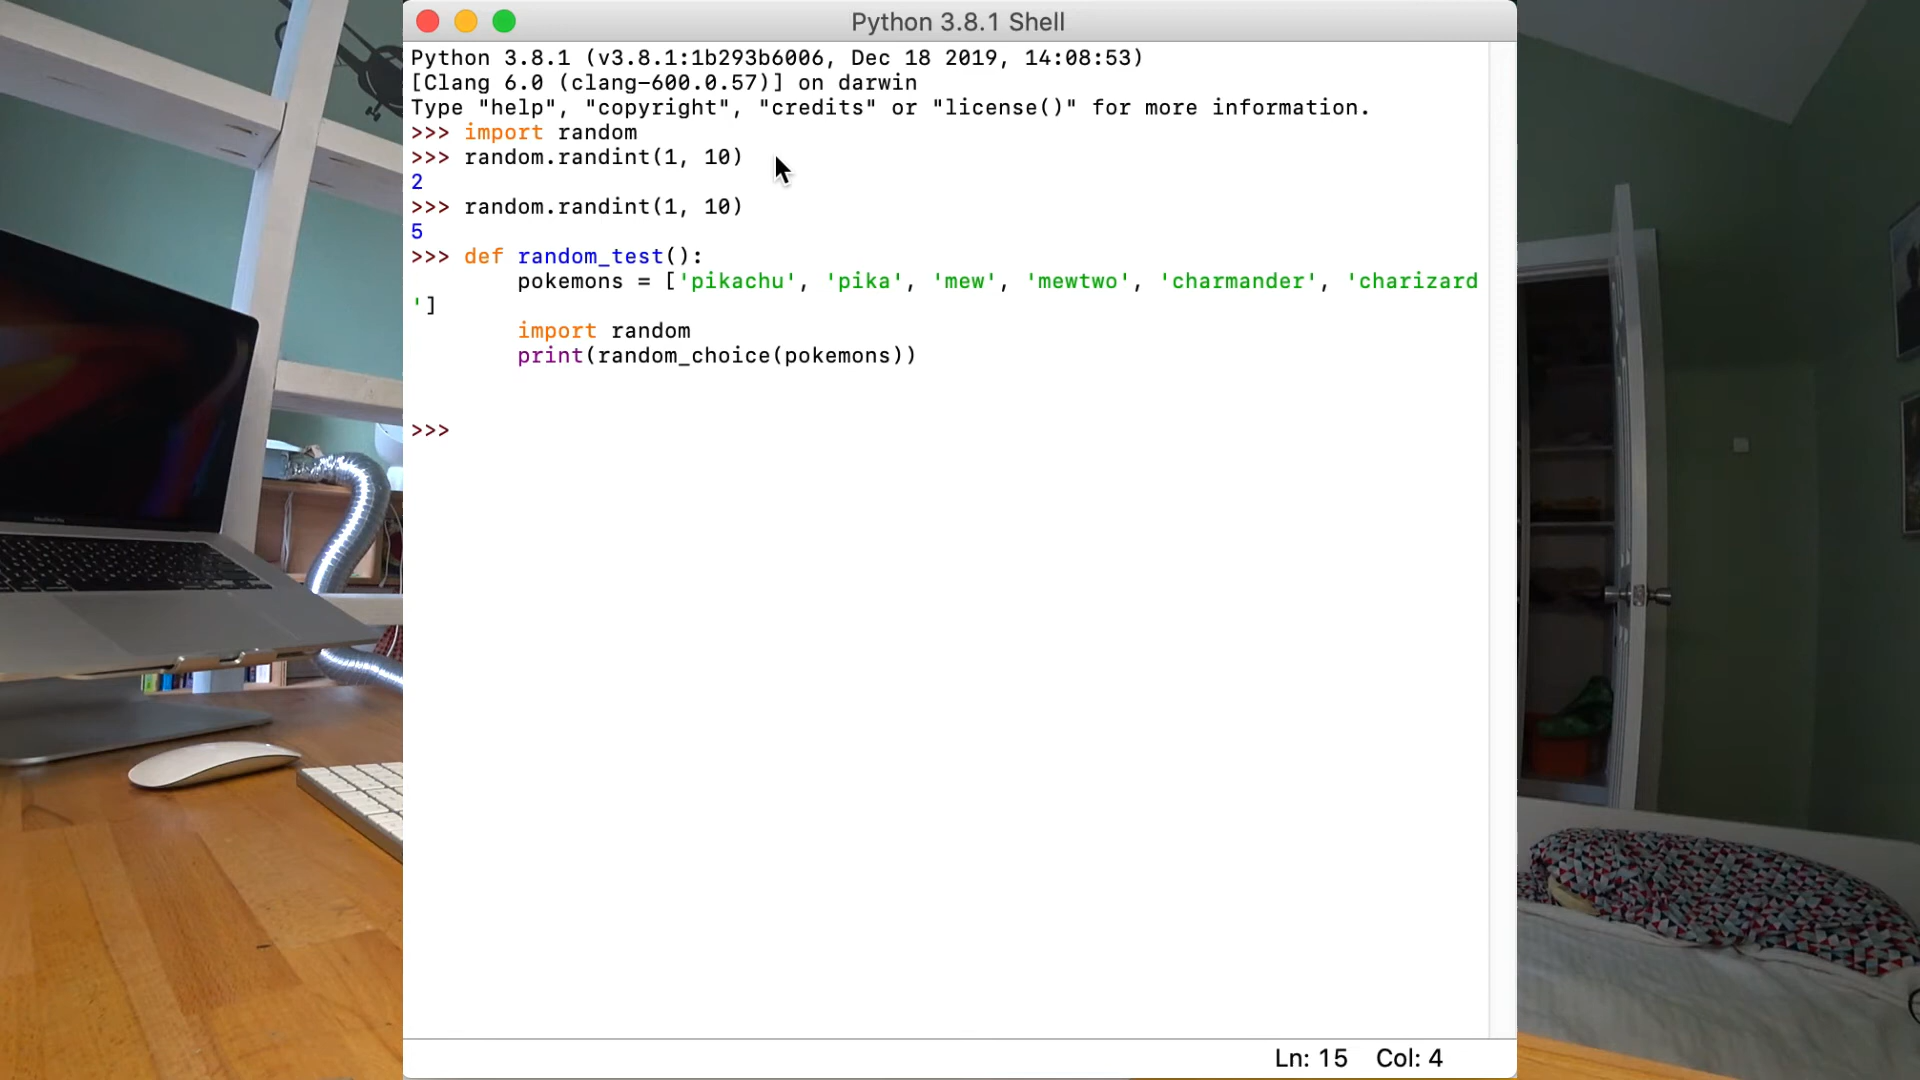 Python 3.8.1 Shell
Python 3.8.1 (v3.8.1:1b293b6006, Dec 18 2019, 14:08:53)
[Clang 6.0 (clang-600.0.57)] on darwin
Type "help", "copyright", "credits" or "license()" for more information.
>>> import random
>>> random.randint(1, 10)
2
>>> random.randint(1, 10)
5
>>> def random_test():
        pokemons = ['pikachu', 'pika', 'mew', 'mewtwo', 'charmander', 'charizard
']
        import random
        print(random_choice(pokemons))
>>>
Ln: 15 Col: 4